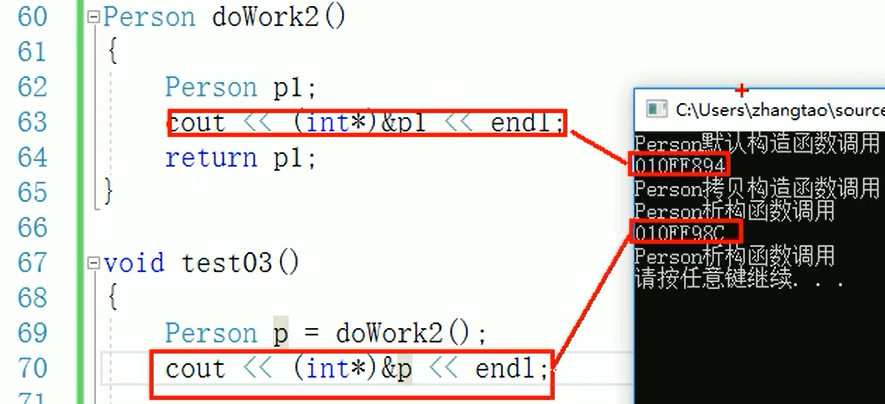 60 Person doWork2()
61 {
62 Person p1;
63 cout << (int*)&p1 << endl;
64 return p1;
65 }
66
67 void test03()
68 {
69 Person p = doWork2();
70 cout << (int*)&p << endl;
71
C:\Users\zhangtao\source
Person默认构造函数调用
010FF894
Person拷贝构造函数调用
Person析构函数调用
010FF98C
Person析构函数调用
请按任意键继续. . .